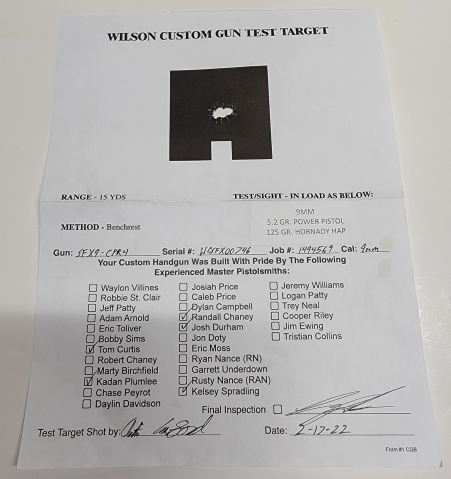 WILSON CUSTOM GUN TEST TARGET
RANGE - 15 YDS
TEST/SIGHT - IN LOAD AS BELOW:
9MM
5.2 GR. POWER PISTOL
125 GR. HORNADY HAP
METHOD - Benchrest
Gun: SFX9-CPR4 Serial #: WCSFX00746 Job #: 1494569 Cal: 9mm
Your Custom Handgun Was Built With Pride By The Following
Experienced Master Pistolsmiths:
Waylon Villines
Robbie St. Clair
Jeff Patty
Adam Arnold
Eric Toliver
Bobby Sims
Tom Curtis
Robert Chaney
Marty Birchfield
Kadan Plumlee
Chase Peyrot
Daylin Davidson
Josiah Price
Caleb Price
Dylan Campbell
Randall Chaney
Josh Durham
Jon Doty
Eric Moss
Ryan Nance (RN)
Garrett Underdown
Rusty Nance (RAN)
Kelsey Spradling
Jeremy Williams
Logan Patty
Trey Neal
Cooper Riley
Jim Ewing
Tristian Collins
Final Inspection
Test Target Shot by:
Date: 2-17-22
Form #1 CQB